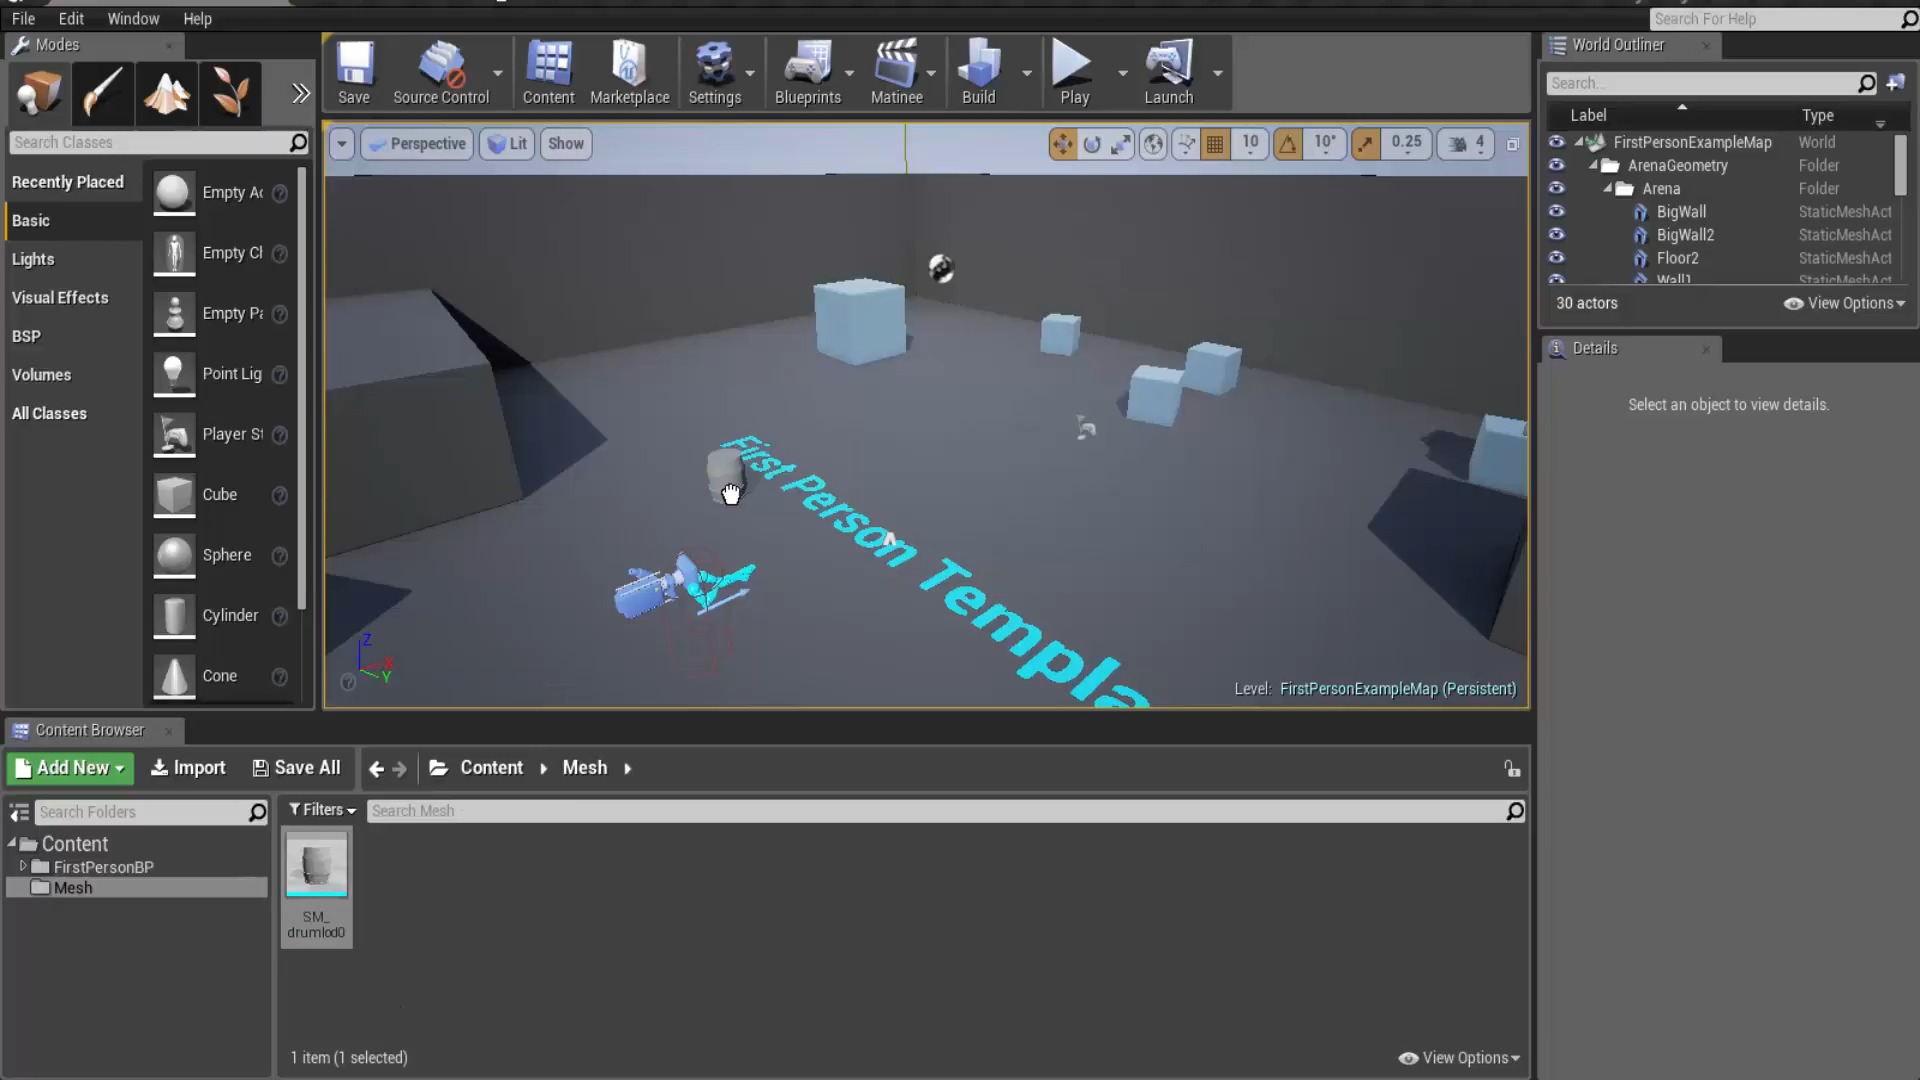 File Edit Window Help
Search For Help
Modes
Save
Source Control
Content
Marketplace
Settings
Blueprints
Matinee
Build
Play
Launch
World Outliner
Search...
Label
Type
FirstPersonExampleMap World
ArenaGeometry Folder
Arena Folder
BigWall StaticMeshAct
BigWall2 StaticMeshAct
Floor2 StaticMeshAct
Wall1 StaticMeshAct
30 actors
View Options
Details
Select an object to view details.
Search Classes
Recently Placed
Basic
Lights
Visual Effects
BSP
Volumes
All Classes
Empty Ac
Empty Ch
Empty Pa
Point Lig
Player St
Cube
Sphere
Cylinder
Cone
Perspective
Lit
Show
10
10°
0.25
4
First Person Templa
Z
X
Y
Level: FirstPersonExampleMap (Persistent)
Content Browser
Add New
Import
Save All
Content
Mesh
Search Folders
Filters
Search Mesh
Content
FirstPersonBP
Mesh
SM_
drumlod0
1 item (1 selected)
View Options